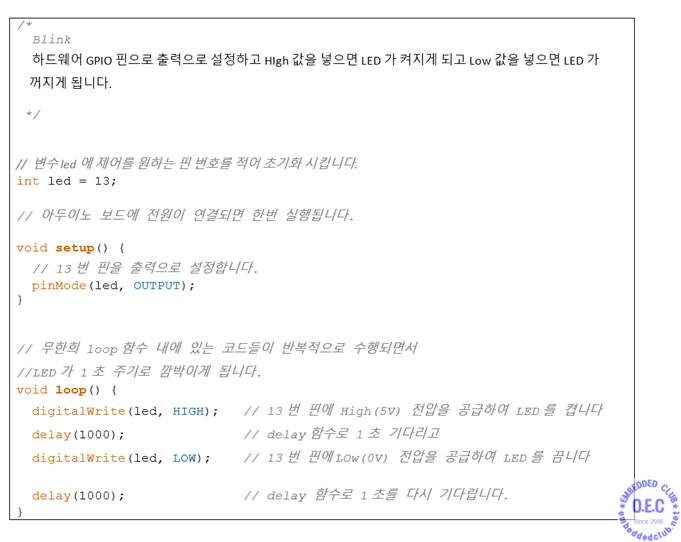 /*
Blink
하드웨어 GPIO 핀으로 출력으로 설정하고 HIgh 값을 넣으면 LED 가 켜지게 되고 Low 값을 넣으면 LED 가
꺼지게 됩니다.
*/
// 변수 led 에 제어를 원하는 핀 번호를 적어 초기화 시킵니다.
int led = 13;
// 아두이노 보드에 전원이 연결되면 한번 실행됩니다.
void setup() {
// 13 번 핀을 출력으로 설정합니다.
pinMode(led, OUTPUT);
}
// 무한희 loop 함수 내에 있는 코드들이 반복적으로 수행되면서
//LED 가 1 초 주기로 깜박이게 됩니다.
void loop() {
digitalWrite(led, HIGH); // 13 번 핀에 High(5V) 전압을 공급하여 LED 를 켭니다
delay(1000); // delay 함수로 1 초 기다리고
digitalWrite(led, LOW); // 13 번 핀에 LOw(0V) 전압을 공급하여 LED 를 끔니다
delay(1000); // delay 함수로 1 초를 다시 기다립니다.
}
EMBEDDED CLUB
O.E.C
Since 2006
embeddedclub.net